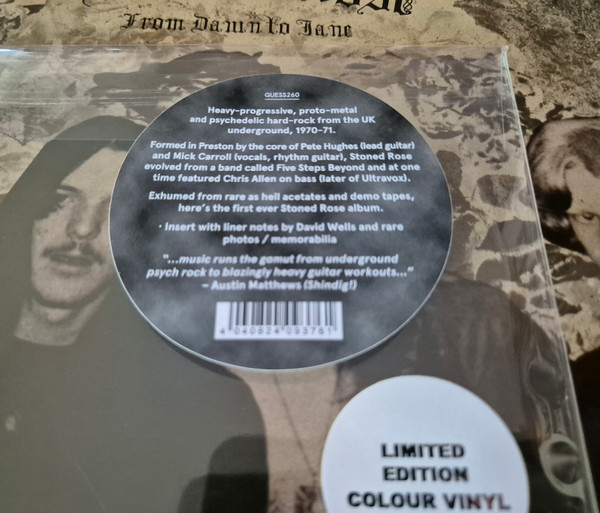 From Dawn to Jane
GUESS260
Heavy-progressive, proto-metal
and psychedelic hard-rock from the UK
underground, 1970-71.
Formed in Preston by the core of Pete Hughes (lead guitar)
and Mick Carroll (vocals, rhythm guitar), Stoned Rose
evolved from a band called Five Steps Beyond and at one
time featured Chris Allen on bass (later of Ultravox).
Exhumed from rare as hell acetates and demo tapes,
here's the first ever Stoned Rose album.
· Insert with liner notes by David Wells and rare
photos / memorabilia
"...music runs the gamut from underground
psych rock to blazingly heavy guitar workouts..."
– Austin Matthews (Shindig!)
4 040824 093761
LIMITED
EDITION
COLOUR VINYL